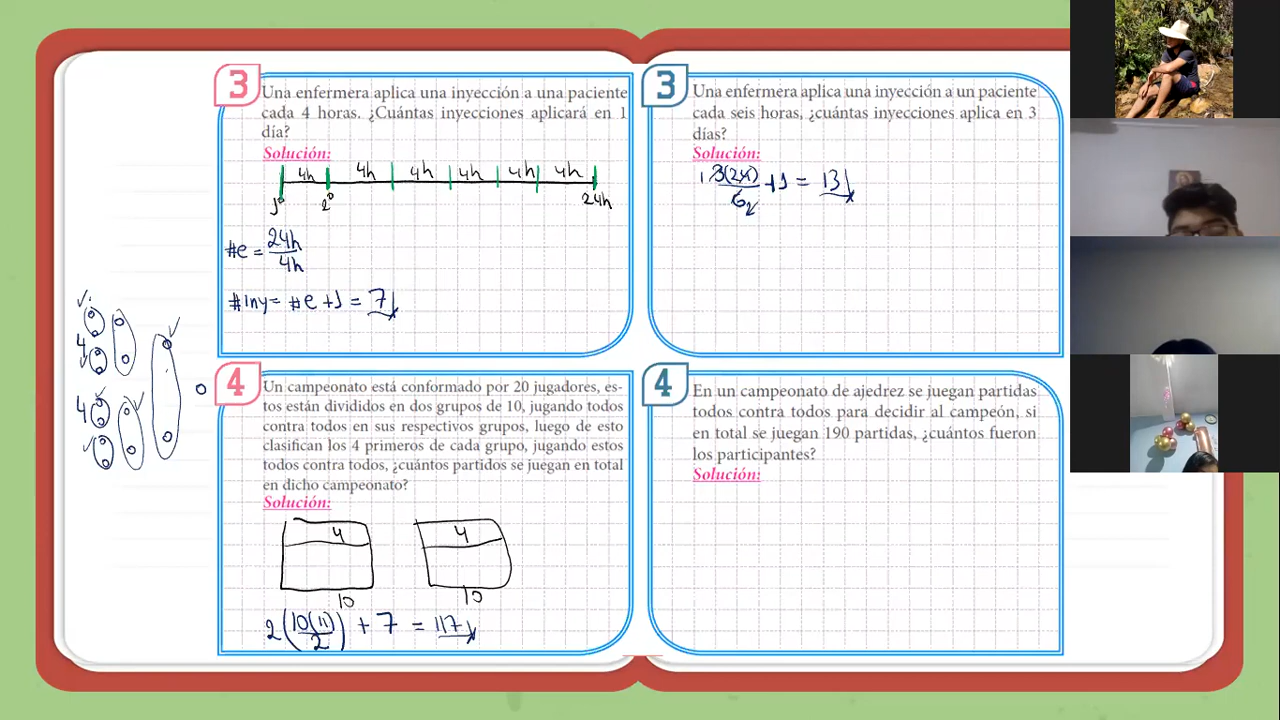 3
Una enfermera aplica una inyección a una paciente
cada 4 horas. ¿Cuántas inyecciones aplicará en 1
día?
Solución:
4h 4h 4h 4h 4h 4h
1° 2° 24h
#e = 24h/4h
#iny = #e + 1 = 7
3
Una enfermera aplica una inyección a un paciente
cada seis horas, ¿cuántas inyecciones aplica en 3
días?
Solución:
3(24)/6 + 1 = 13
4
4
4
Un campeonato está conformado por 20 jugadores, es-
tos están divididos en dos grupos de 10, jugando todos
contra todos en sus respectivos grupos, luego de esto
clasifican los 4 primeros de cada grupo, jugando estos
todos contra todos, ¿cuántos partidos se juegan en total
en dicho campeonato?
Solución:
4 4
10 10
2(10(11)/2) + 7 = 117
4
En un campeonato de ajedrez se juegan partidas
todos contra todos para decidir al campeón, si
en total se juegan 190 partidas, ¿cuántos fueron
los participantes?
Solución: